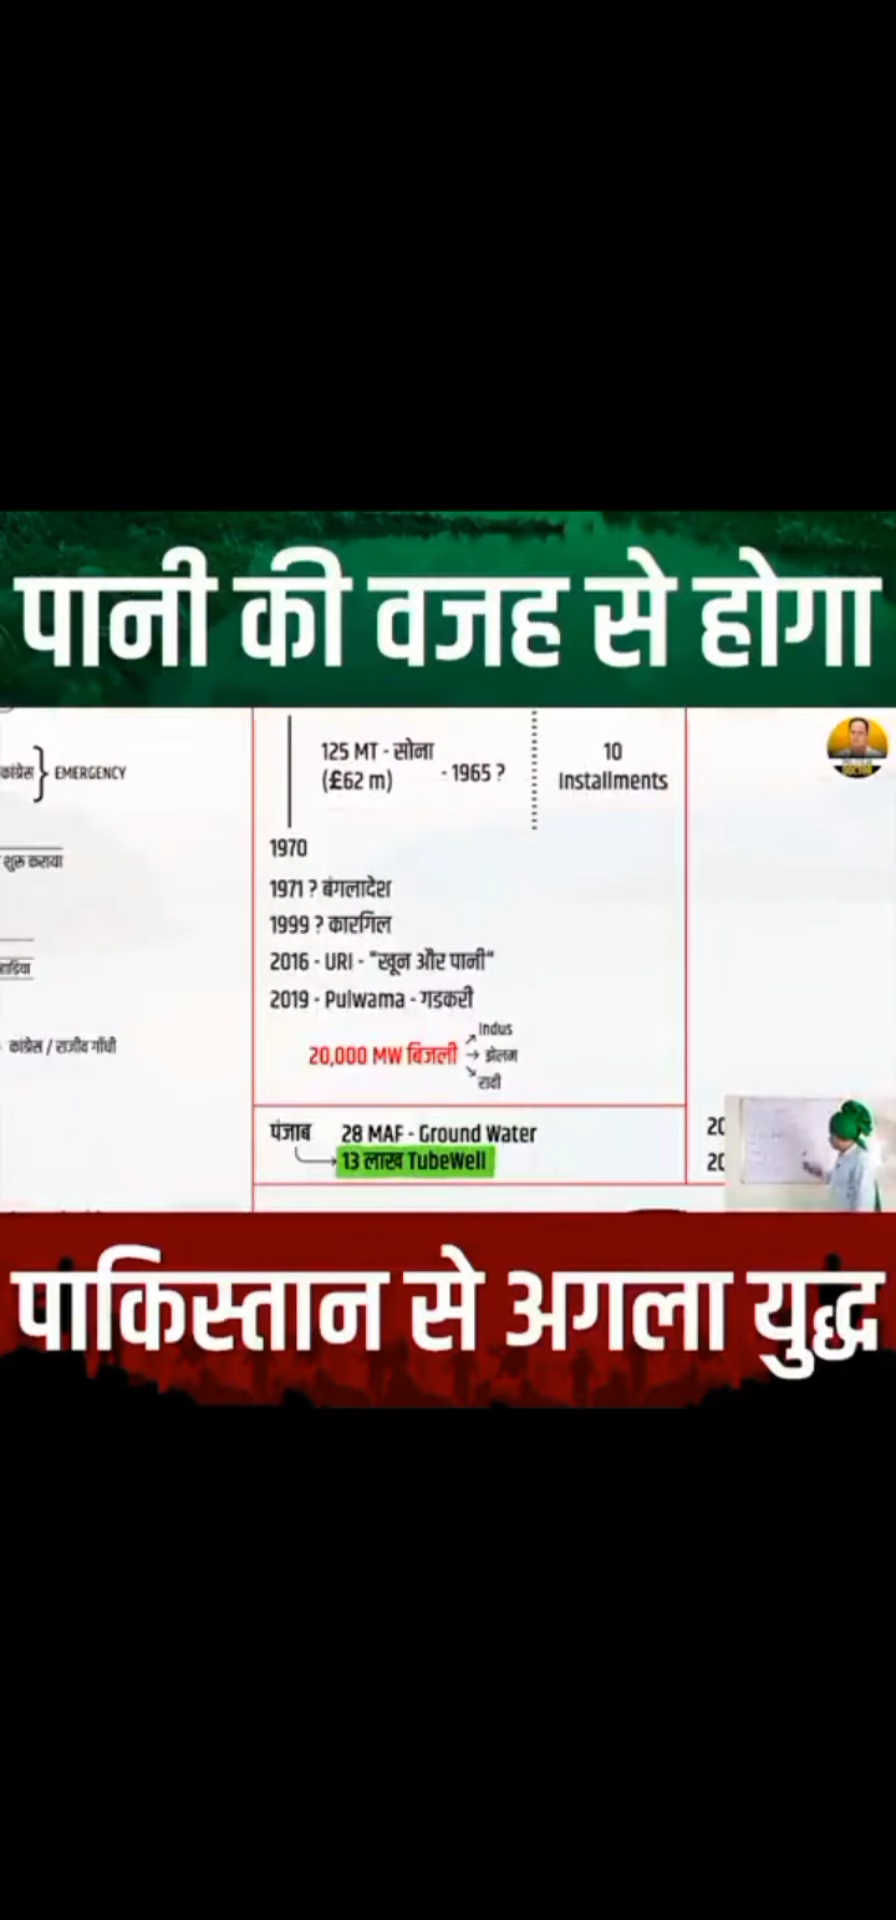 पानी की वजह से होगा
कांग्रेस } EMERGENCY
शुरू कराया
कांग्रेस / राजीव गाँधी
125 MT - सोना
(£62 m) - 1965 ?
10
Installments
1970
1971 ? बंगलादेश
1999 ? कारगिल
2016 - URI - "खून और पानी"
2019 - Pulwama - गडकरी
20,000 MW बिजली
Indus
→ झेलम
रावी
पंजाब 28 MAF - Ground Water
13 लाख TubeWell
पाकिस्तान से अगला युद्ध